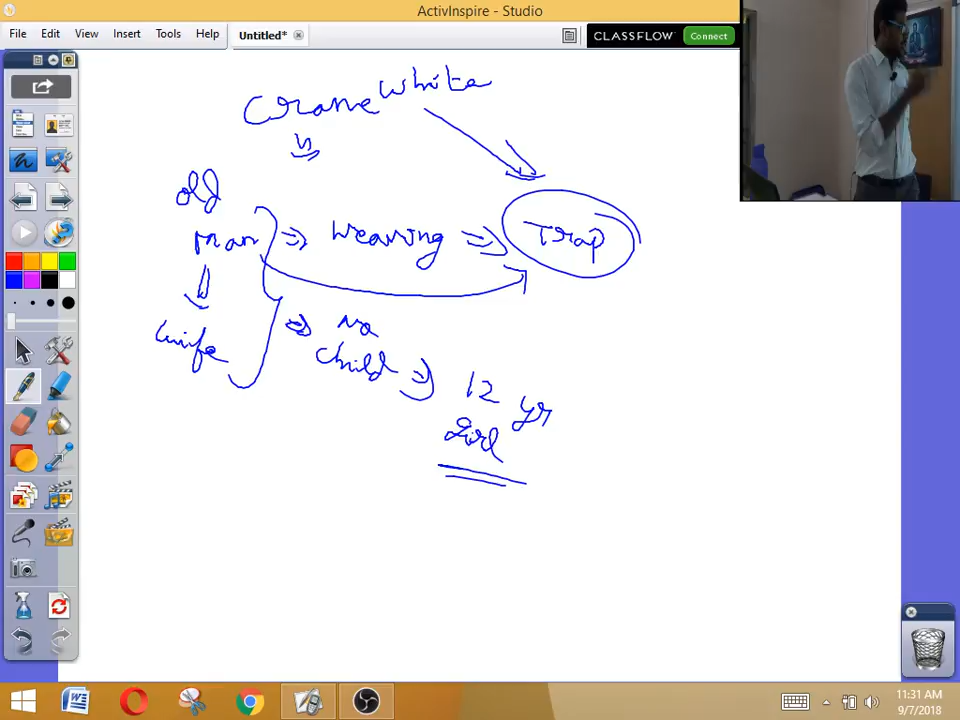 ActivInspire - Studio
File Edit View Insert Tools Help
Untitled*
CLASSFLOW Connect
Crane white
old
man ⇒ Weaving ⇒ Trap
wife
⇒ No
Child ⇒ 12 yr
Girl
11:31 AM
9/7/2018